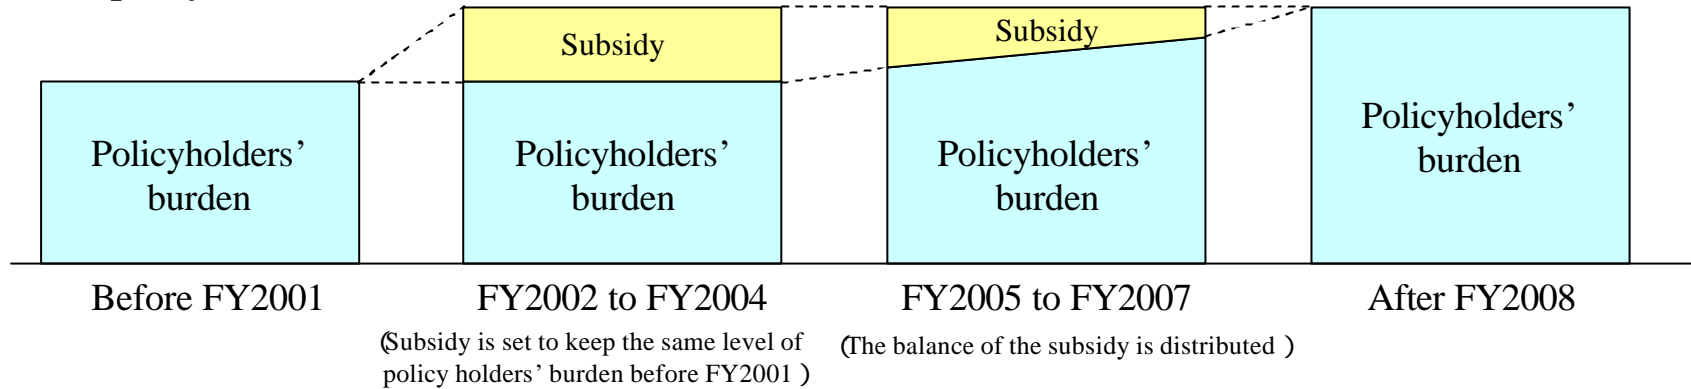 Subsidy
Subsidy
Policyholders’
burden
Policyholders’
burden
Policyholders’
burden
Policyholders’
burden
Before FY2001
FY2002 to FY2004
FY2005 to FY2007
After FY2008
(Subsidy is set to keep the same level of
policy holders’ burden before FY2001 )
(The balance of the subsidy is distributed )